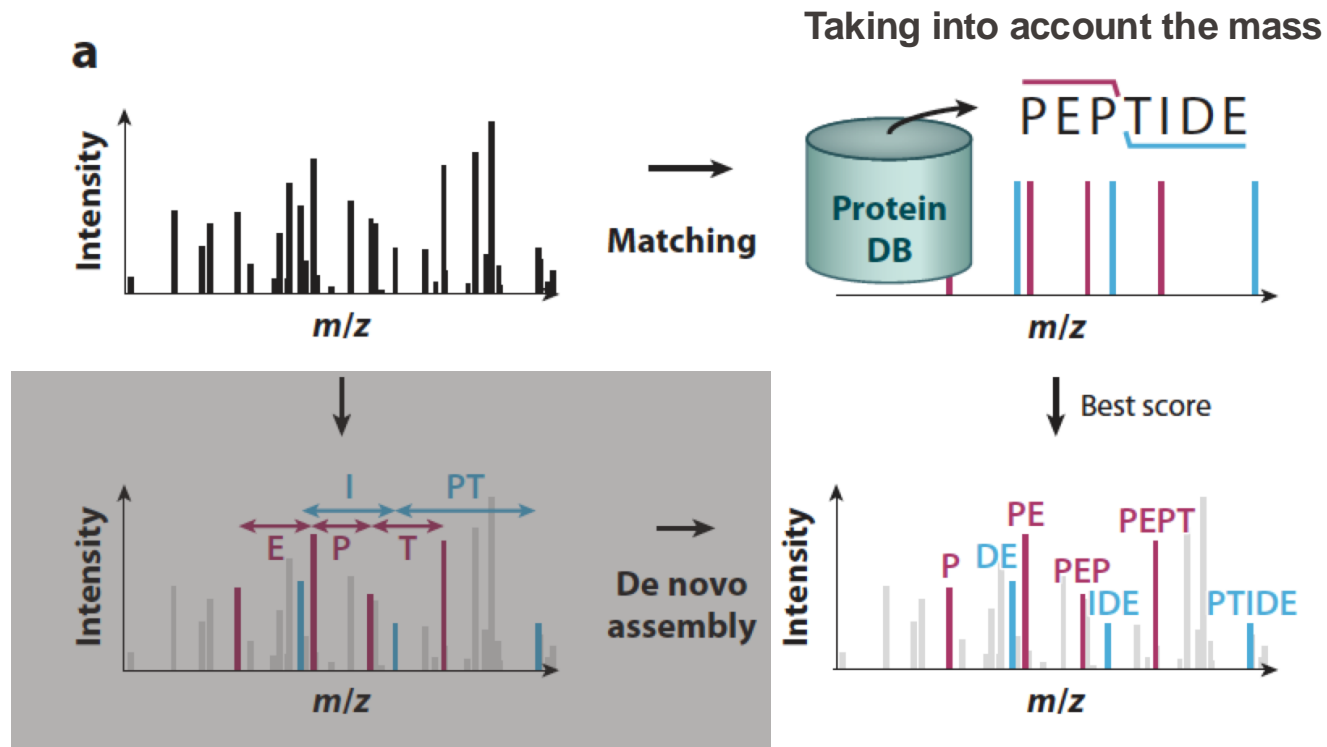 Taking into account the mass
a
Intensity
m/z
Matching
Protein
DB
PEPTIDE
m/z
Best score
I
PT
E
P
T
Intensity
m/z
De novo
assembly
PE
PEPT
P
DE
PEP
IDE
PTIDE
Intensity
m/z